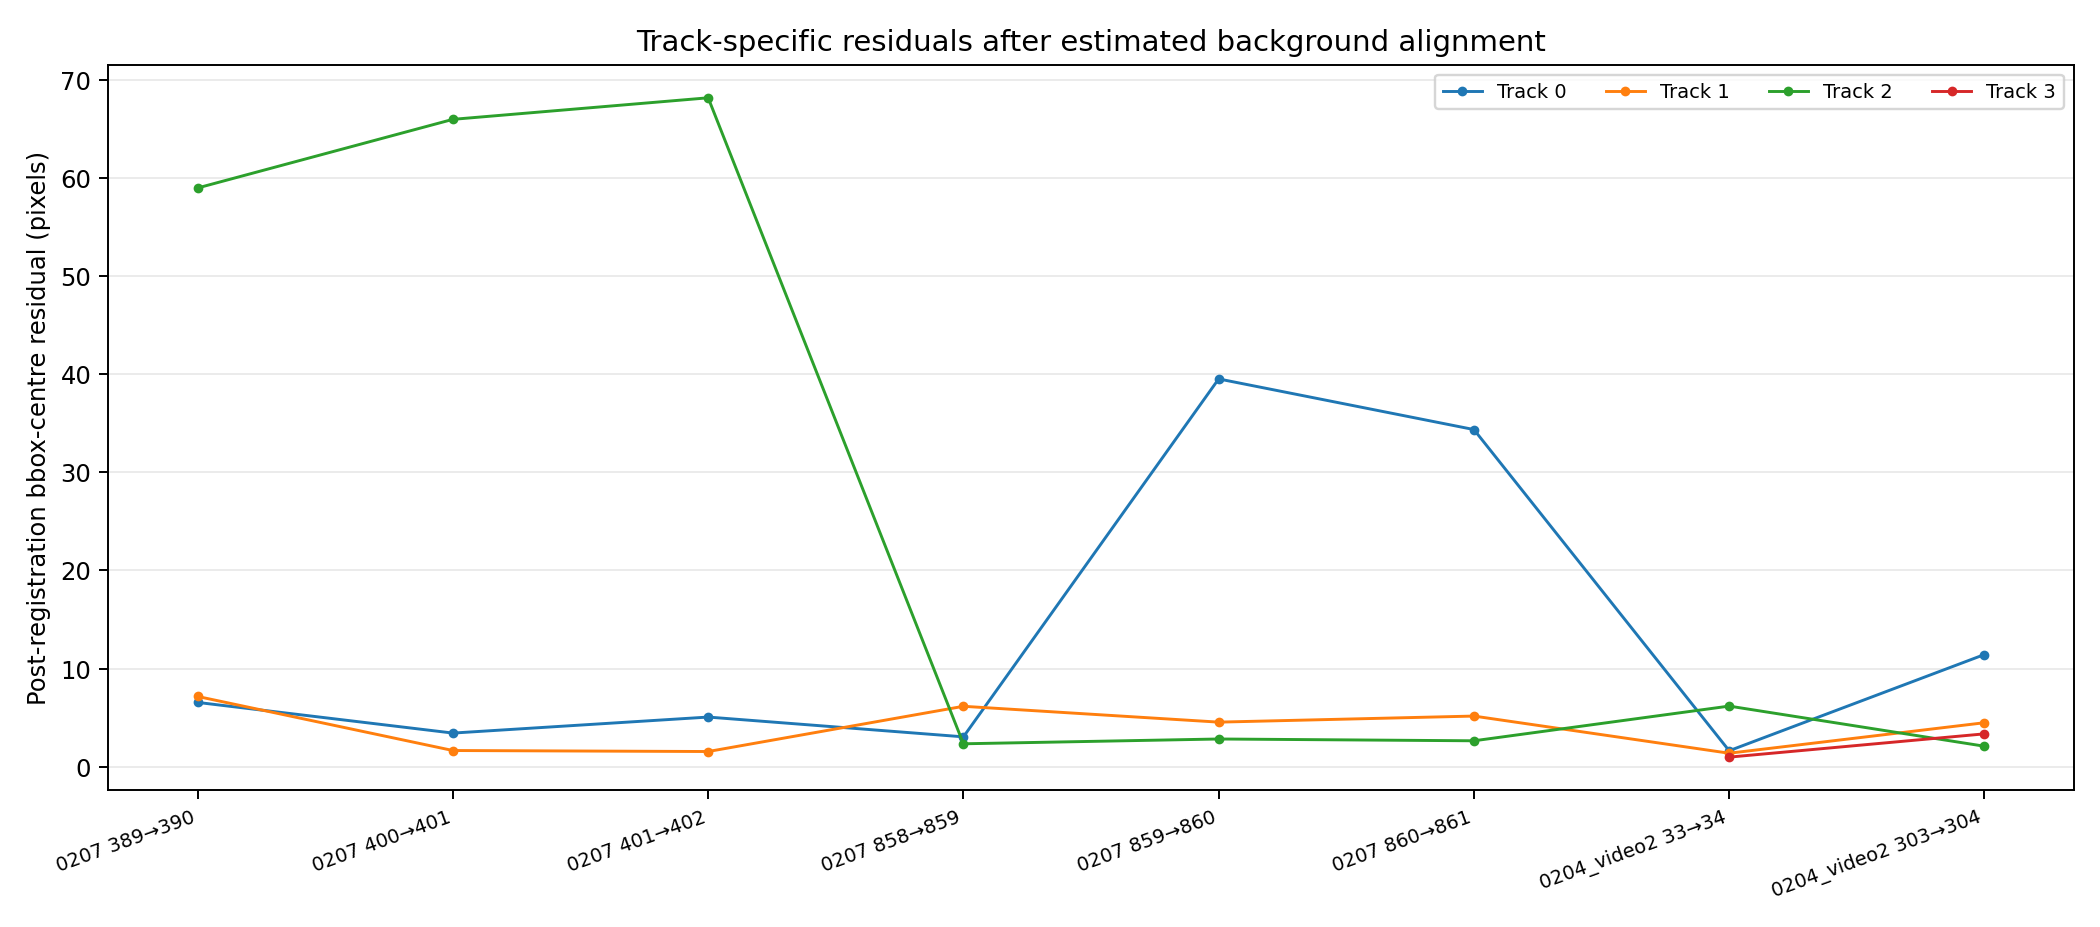 Track-specific residuals after estimated background alignment
Post-registration bbox-centre residual (pixels)
70
60
50
40
30
20
10
0
Track 0 Track 1 Track 2 Track 3
0207 389→390
0207 400→401
0207 401→402
0207 858→859
0207 859→860
0207 860→861
0204_video2 33→34
0204_video2 303→304